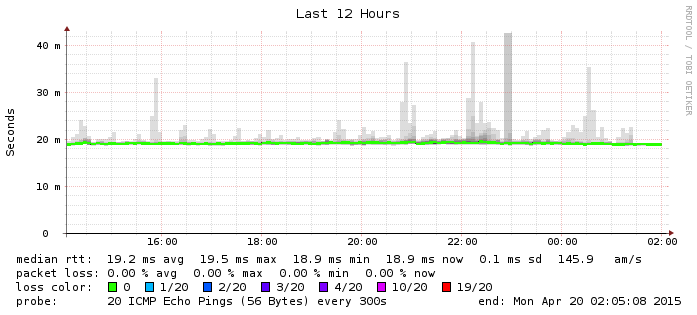 Last 12 Hours
RRDTOOL / TOBI OETIKER
Seconds
40 m
30 m
20 m
10 m
0
16:00 18:00 20:00 22:00 00:00 02:00
median rtt: 19.2 ms avg 19.5 ms max 18.9 ms min 18.9 ms now 0.1 ms sd 145.9 am/s
packet loss: 0.00 % avg 0.00 % max 0.00 % min 0.00 % now
loss color: 0 1/20 2/20 3/20 4/20 10/20 19/20
probe: 20 ICMP Echo Pings (56 Bytes) every 300s end: Mon Apr 20 02:05:08 2015